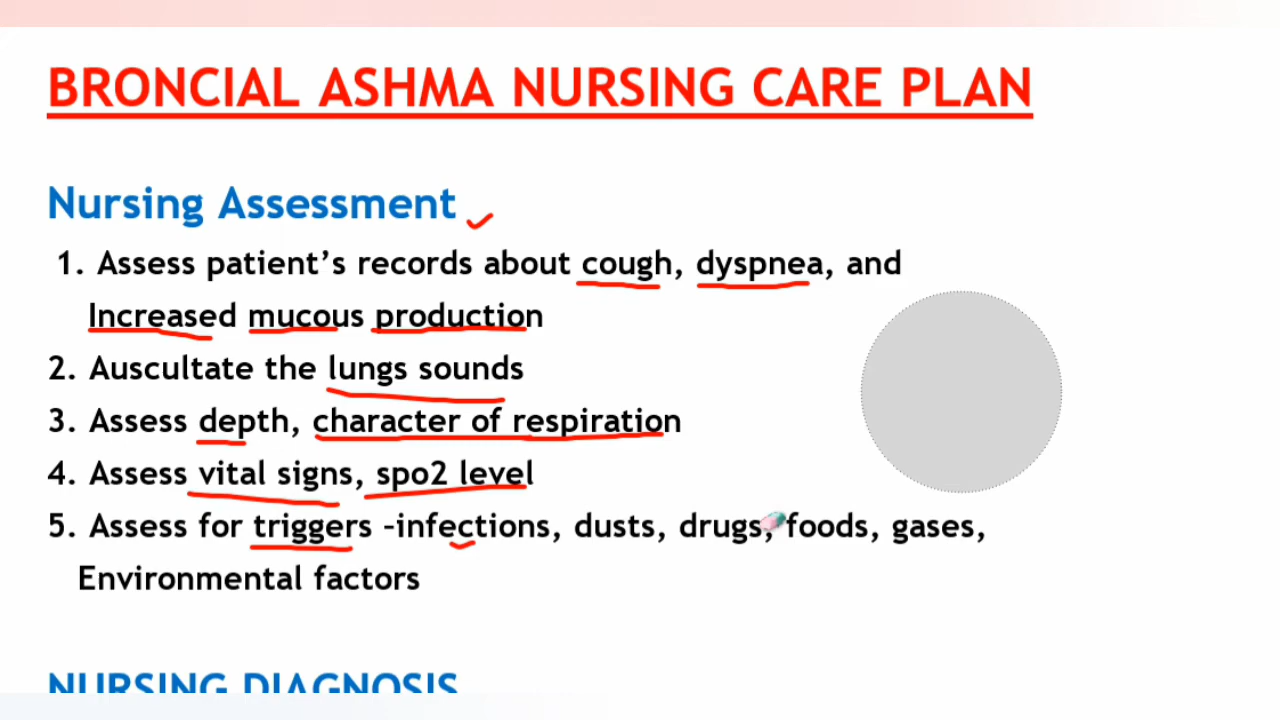 BRONCIAL ASHMA NURSING CARE PLAN
Nursing Assessment
1. Assess patient’s records about cough, dyspnea, and
Increased mucous production
2. Auscultate the lungs sounds
3. Assess depth, character of respiration
4. Assess vital signs, spo2 level
5. Assess for triggers -infections, dusts, drugs, foods, gases,
Environmental factors
NURSING DIAGNOSIS